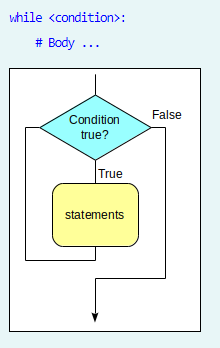 while <condition>:
# Body ...
Condition
true?
False
True
statements